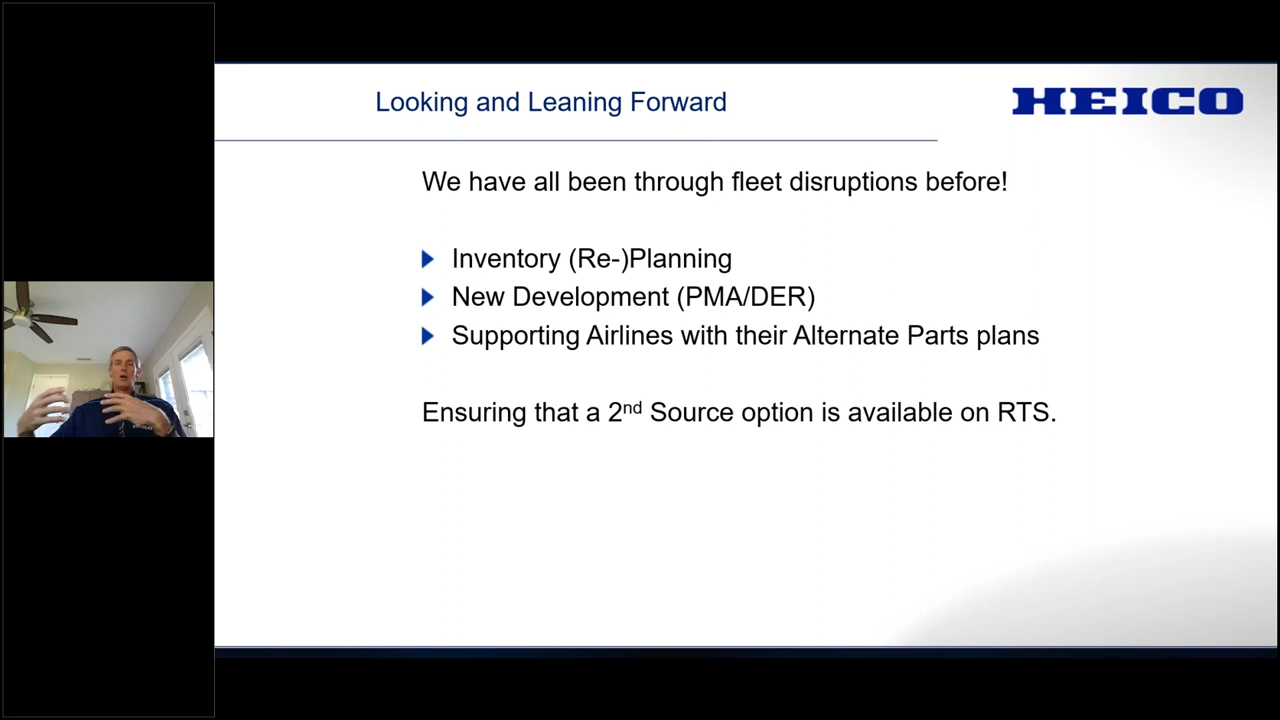 Looking and Leaning Forward
HEICO
We have all been through fleet disruptions before!
Inventory (Re-)Planning
New Development (PMA/DER)
Supporting Airlines with their Alternate Parts plans
Ensuring that a 2nd Source option is available on RTS.